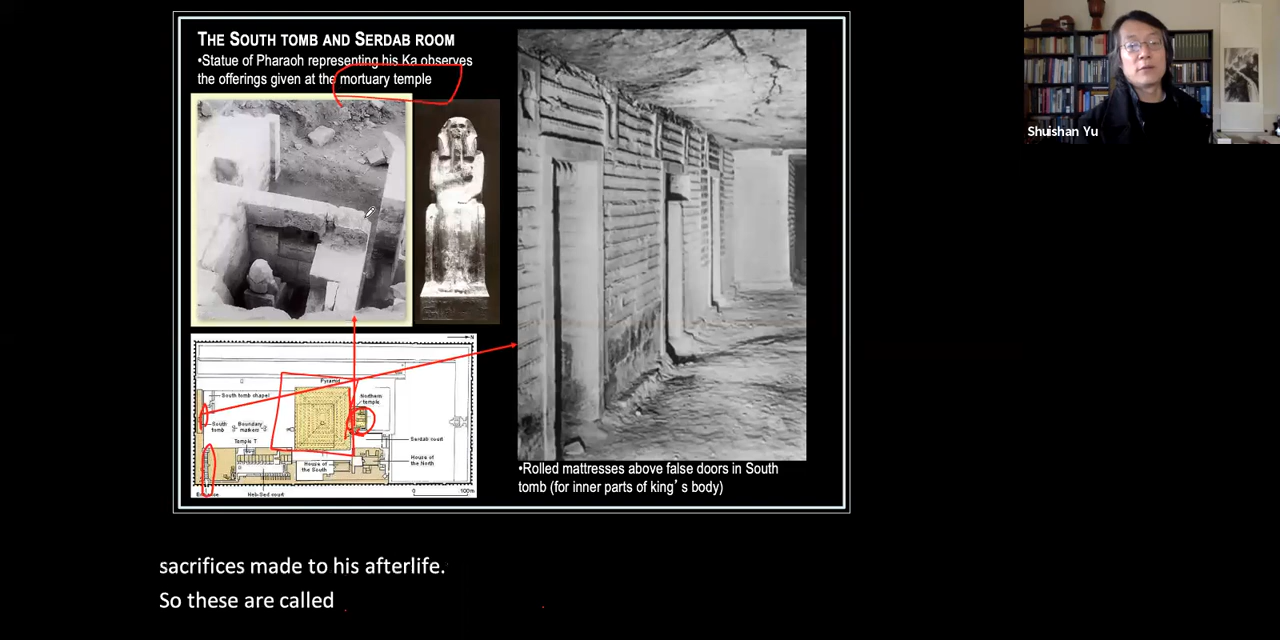 THE SOUTH TOMB AND SERDAB ROOM
•Statue of Pharaoh representing his Ka observes
the offerings given at the mortuary temple
Shuishan Yu
N
Pyramid
South tomb chapel
Northern
temple
South
tomb
Boundary
markers
Temple T
Serdab court
House of
the South
House of
the North
Entrance
Heb-Sed court
0
100m
•Rolled mattresses above false doors in South
tomb (for inner parts of king's body)
sacrifices made to his afterlife.
So these are called